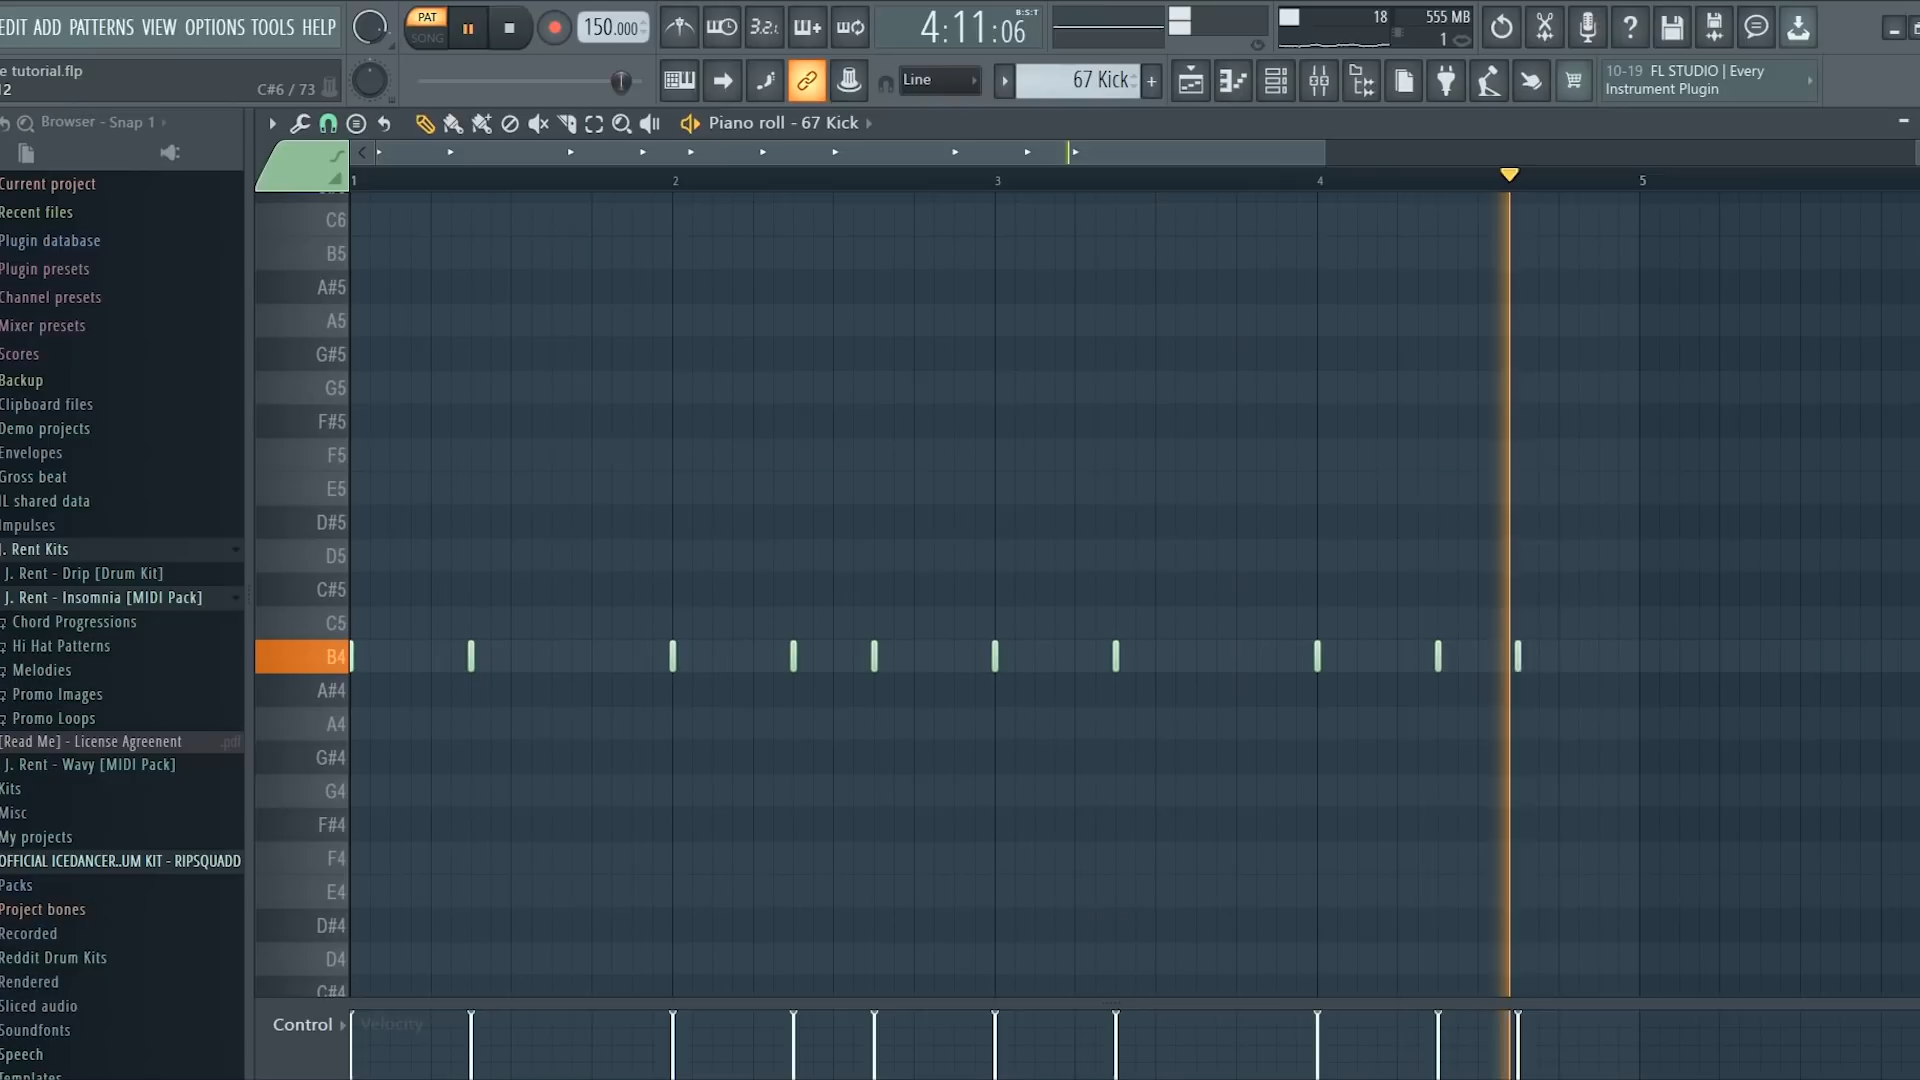 EDIT ADD PATTERNS VIEW OPTIONS TOOLS HELP
PAT
SONG
150.000
3.2.
4:11:06
B:S:T
18
555 MB
1
e tutorial.flp
12
C#6 / 73
Line
67 Kick
10-19 FL STUDIO | Every
Instrument Plugin
Browser - Snap 1
Piano roll - 67 Kick
1
2
3
4
5
Current project
Recent files
Plugin database
Plugin presets
Channel presets
Mixer presets
Scores
Backup
Clipboard files
Demo projects
Envelopes
Gross beat
IL shared data
Impulses
J. Rent Kits
J. Rent - Drip [Drum Kit]
J. Rent - Insomnia [MIDI Pack]
Chord Progressions
Hi Hat Patterns
Melodies
Promo Images
Promo Loops
[Read Me] - License Agreenent .pdf
J. Rent - Wavy [MIDI Pack]
Kits
Misc
My projects
OFFICIAL ICEDANCER..UM KIT - RIPSQUADD
Packs
Project bones
Recorded
Reddit Drum Kits
Rendered
Sliced audio
Soundfonts
Speech
Templates
C6
B5
A#5
A5
G#5
G5
F#5
F5
E5
D#5
D5
C#5
C5
B4
A#4
A4
G#4
G4
F#4
F4
E4
D#4
D4
C#4
Control
Velocity